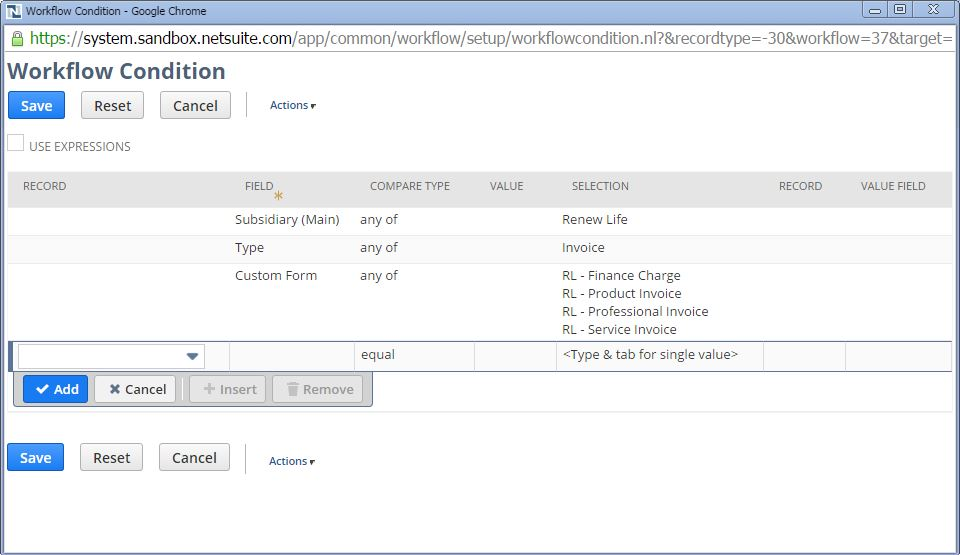 Workflow Condition - Google Chrome
https://system.sandbox.netsuite.com/app/common/workflow/setup/workflowcondition.nl?&recordtype=-30&workflow=37&target=
Workflow Condition
Save Reset Cancel Actions
USE EXPRESSIONS
RECORD FIELD COMPARE TYPE VALUE SELECTION RECORD VALUE FIELD
Subsidiary (Main) any of Renew Life
Type any of Invoice
Custom Form any of RL - Finance Charge
RL - Product Invoice
RL - Professional Invoice
RL - Service Invoice
equal <Type & tab for single value>
Add Cancel Insert Remove
Save Reset Cancel Actions